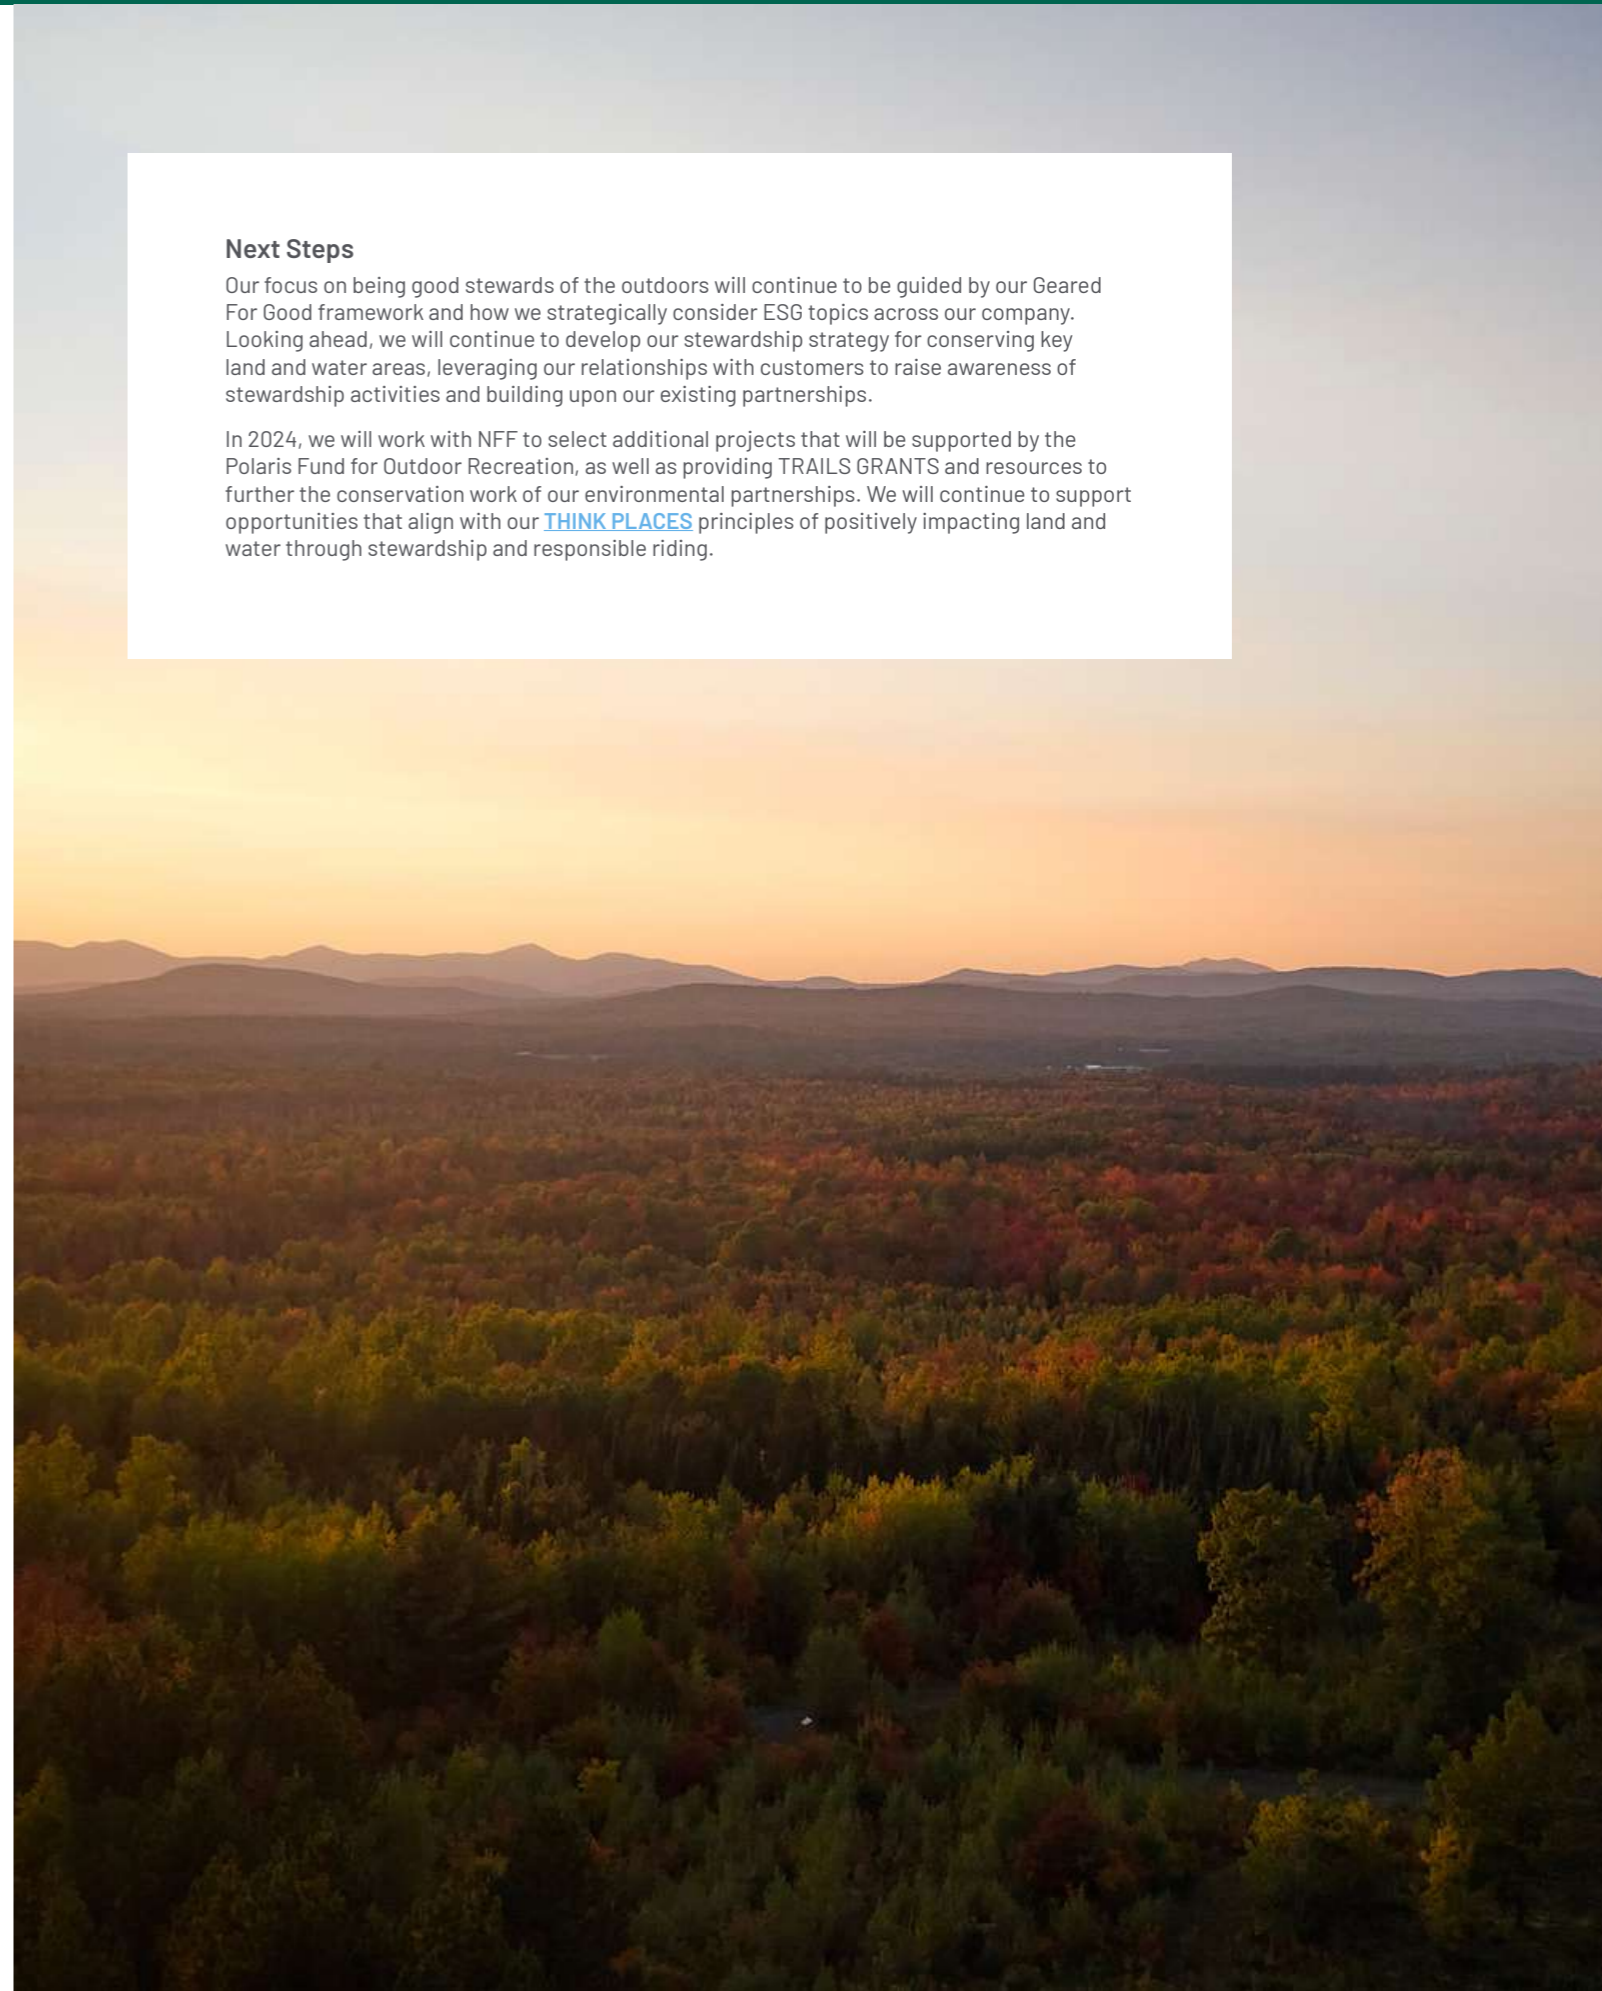 Next Steps
Our focus on being good stewards of the outdoors will continue to be guided by our Geared
For Good framework and how we strategically consider ESG topics across our company.
Looking ahead, we will continue to develop our stewardship strategy for conserving key
land and water areas, leveraging our relationships with customers to raise awareness of
stewardship activities and building upon our existing partnerships.
In 2024, we will work with NFF to select additional projects that will be supported by the
Polaris Fund for Outdoor Recreation, as well as providing TRAILS GRANTS and resources to
further the conservation work of our environmental partnerships. We will continue to support
opportunities that align with our THINK PLACES principles of positively impacting land and
water through stewardship and responsible riding.